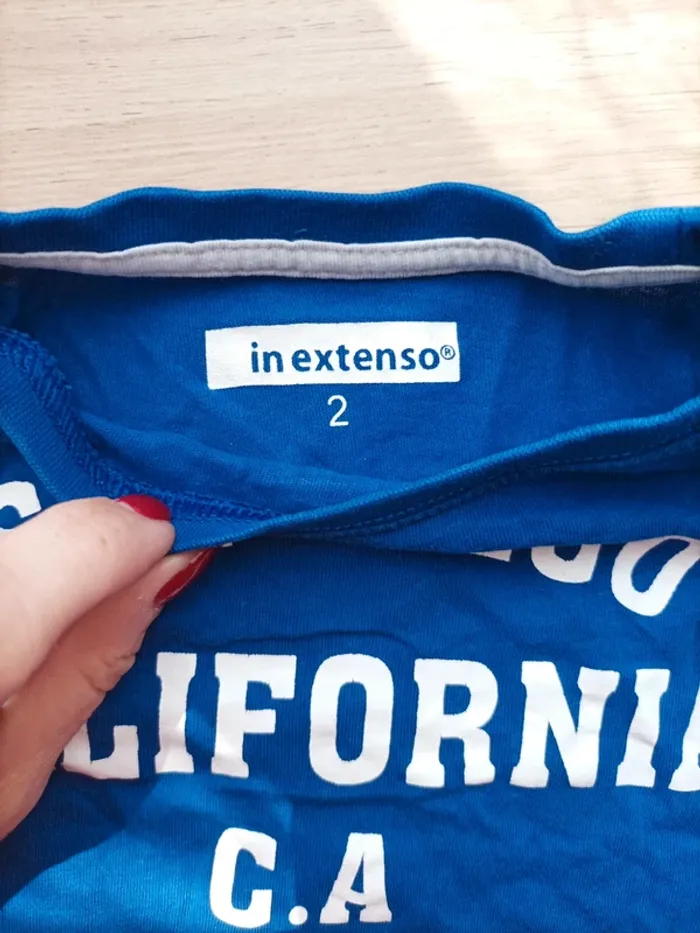 in extenso®
2
LIFORNIA
C.A